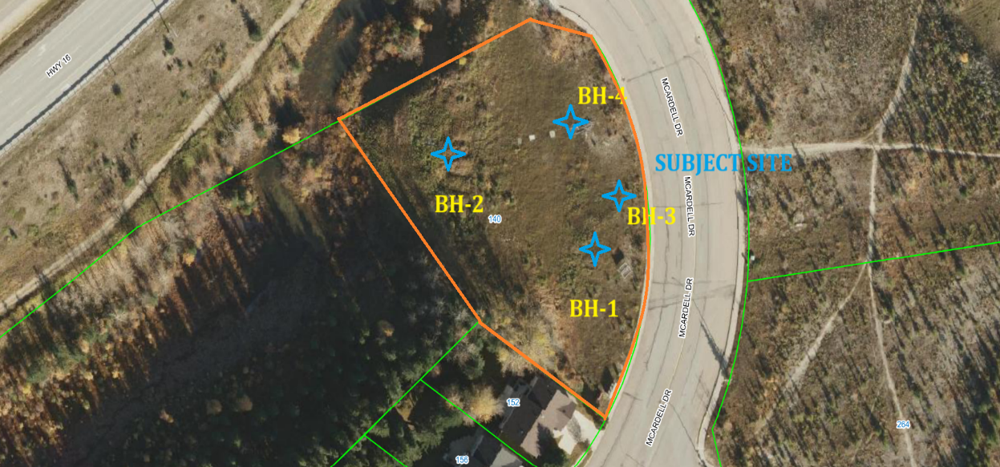 HWY 16
BH-4
MCARDELL DR
SUBJECT SITE
BH-2
MCARDELL DR
BH-3
140
BH-1
MCARDELL DR
152
MCARDELL DR
264
156